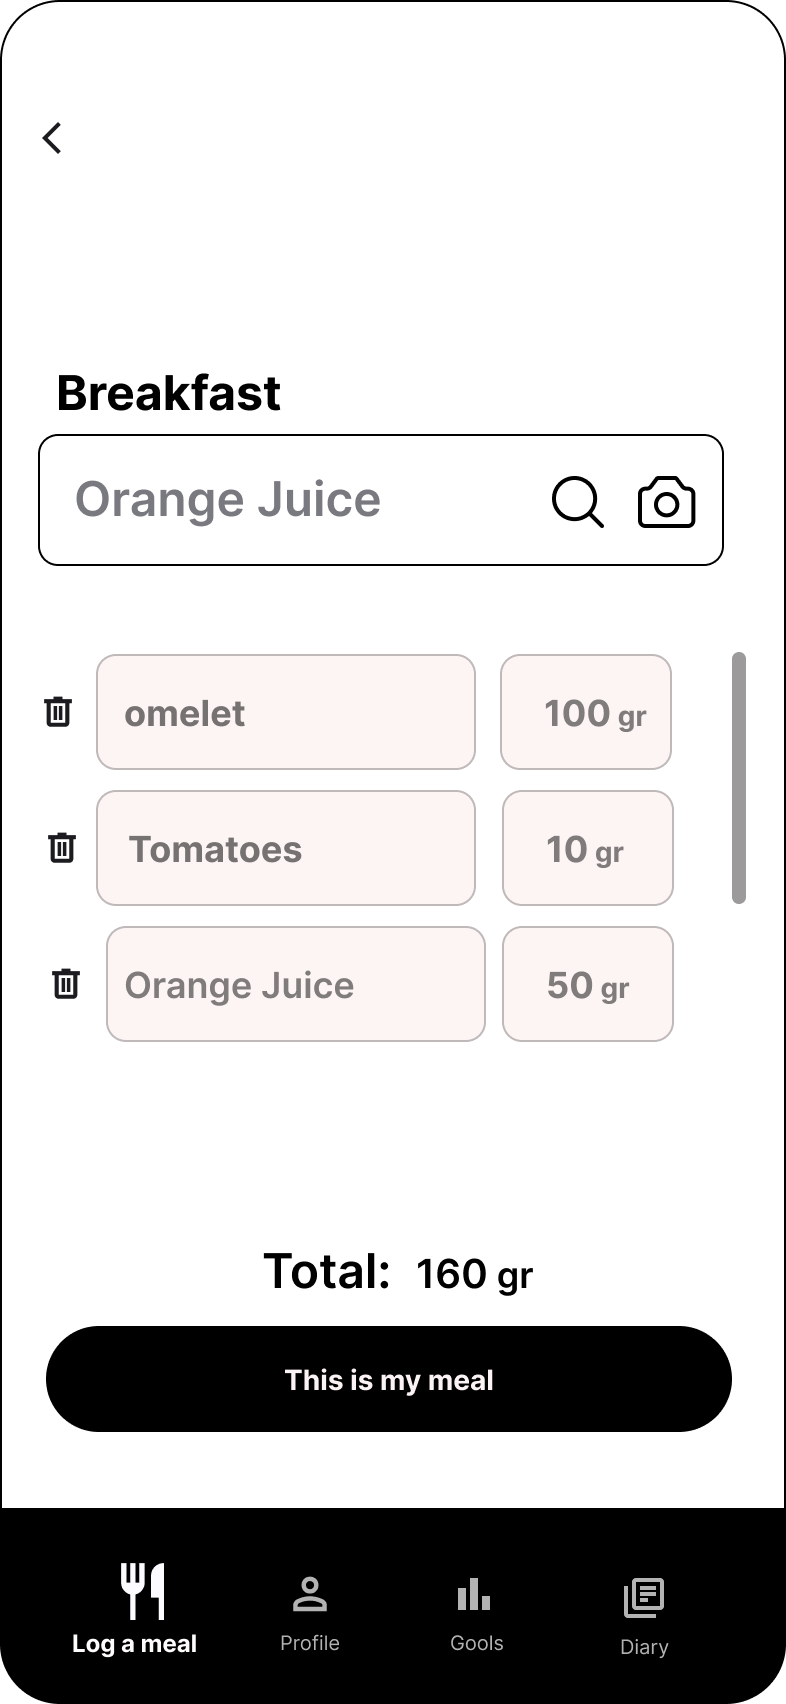 Breakfast
Orange Juice
omelet 100 gr
Tomatoes 10 gr
Orange Juice 50 gr
Total: 160 gr
This is my meal
Log a meal Profile Gools Diary